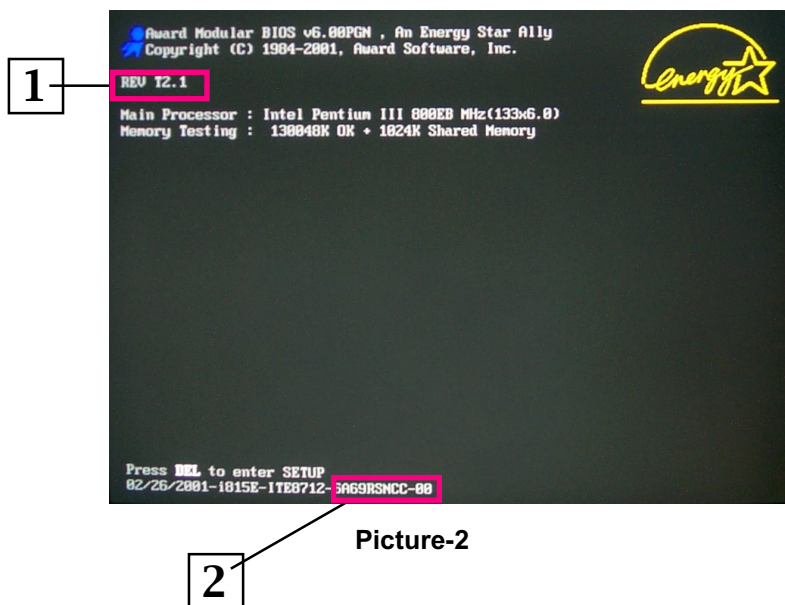 Award Modular BIOS v6.00PGN , An Energy Star Ally
Copyright (C) 1984-2001, Award Software, Inc.
energy
1
REV T2.1
Main Processor : Intel Pentium III 800EB MHz(133x6.0)
Memory Testing : 130048K OK + 1024K Shared Memory
Press DEL to enter SETUP
02/26/2001-i815E-ITE8712-6A69RSNCC-00
Picture-2
2